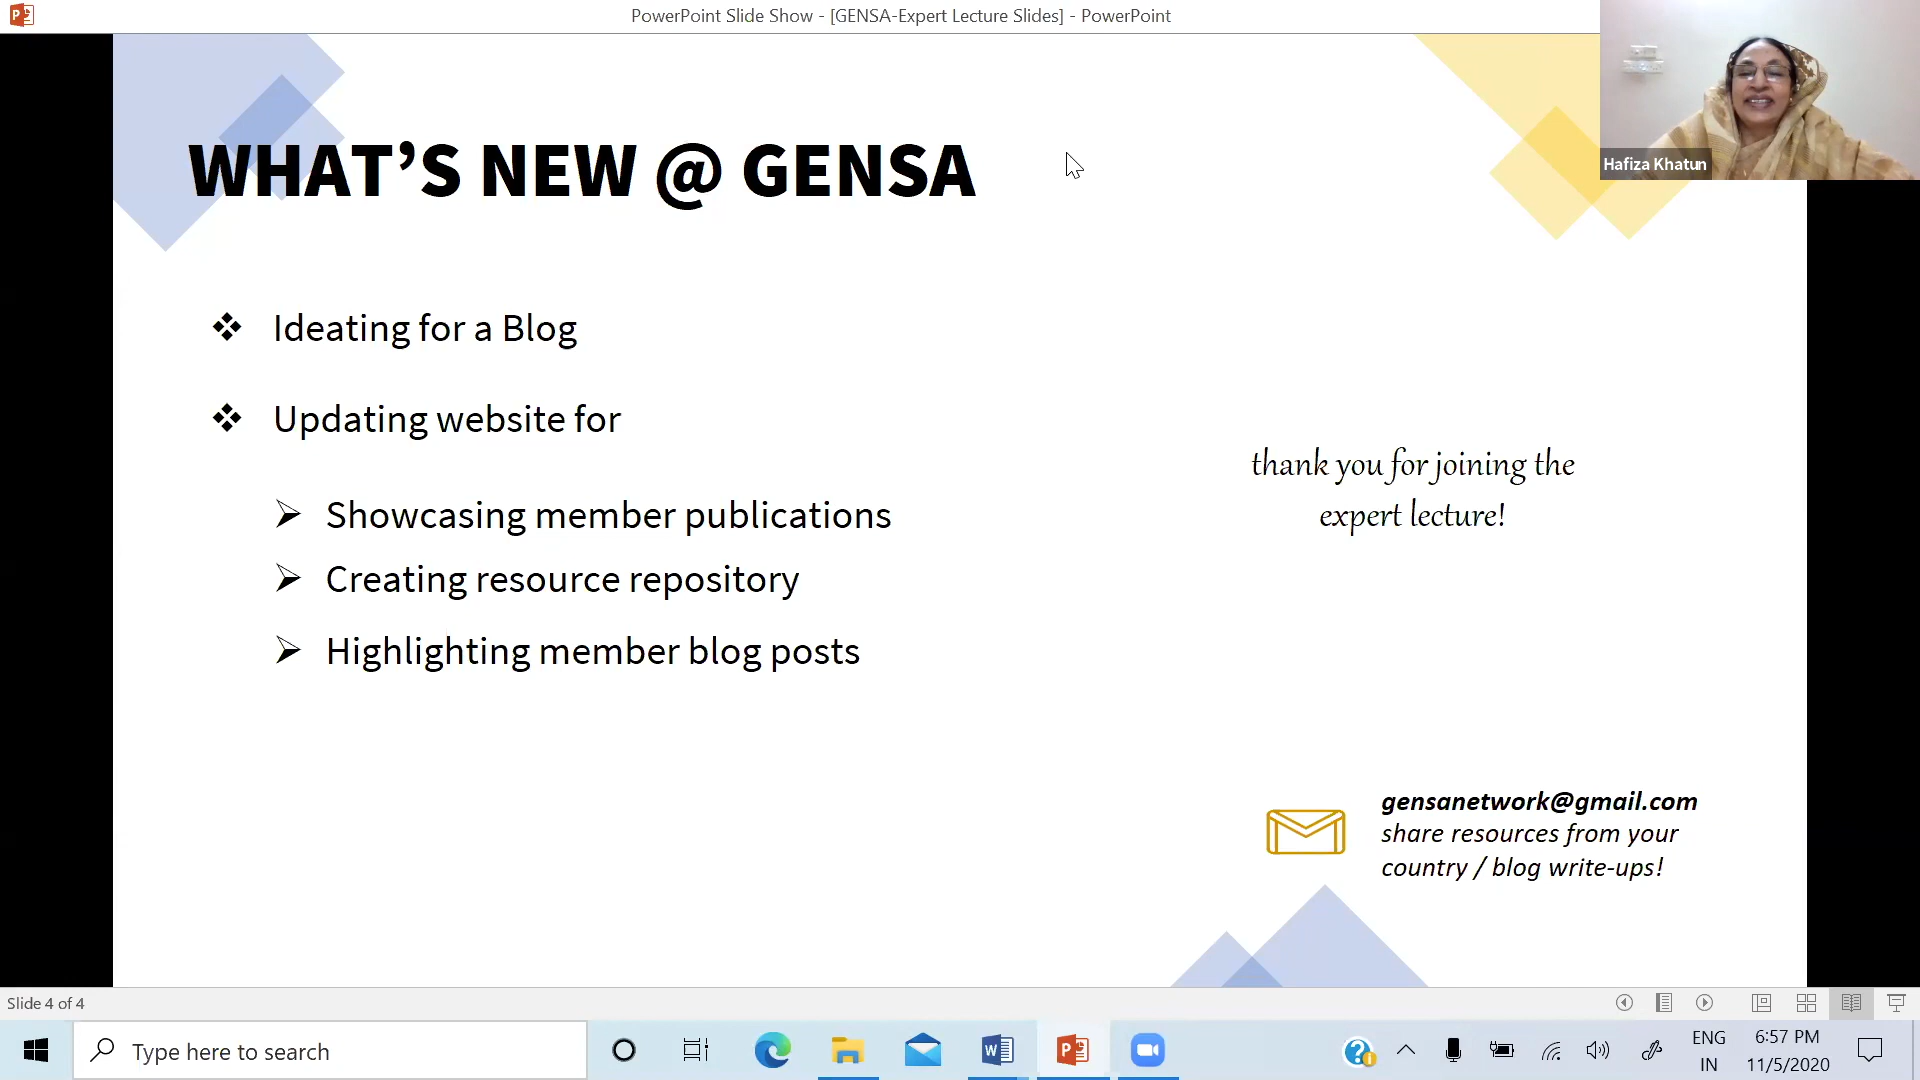 PowerPoint Slide Show - [GENSA-Expert Lecture Slides] - PowerPoint
Hafiza Khatun
WHAT’S NEW @ GENSA
Ideating for a Blog
Updating website for
Showcasing member publications
Creating resource repository
Highlighting member blog posts
thank you for joining the
expert lecture!
gensanetwork@gmail.com
share resources from your
country / blog write-ups!
Slide 4 of 4
Type here to search
ENG
IN
6:57 PM
11/5/2020